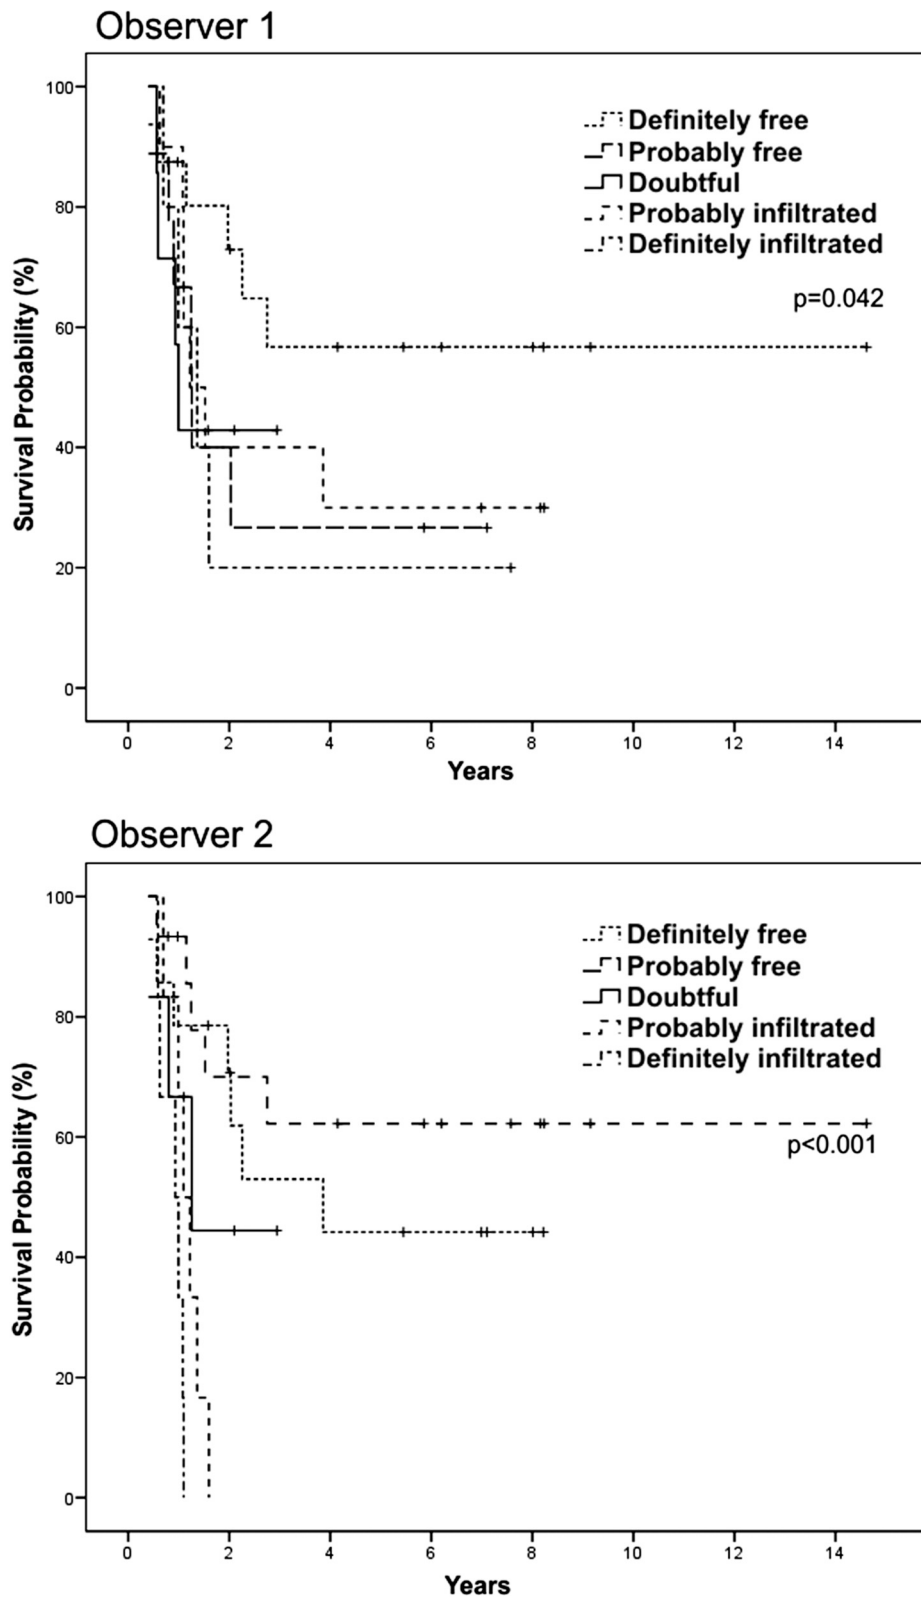 Observer 1
100
80
60
40
20
0
Survival Probability (%)
Definitely free
Probably free
Doubtful
Probably infiltrated
Definitely infiltrated
p=0.042
0 2 4 6 8 10 12 14
Years
Observer 2
100
80
60
40
20
0
Survival Probability (%)
Definitely free
Probably free
Doubtful
Probably infiltrated
Definitely infiltrated
p<0.001
0 2 4 6 8 10 12 14
Years